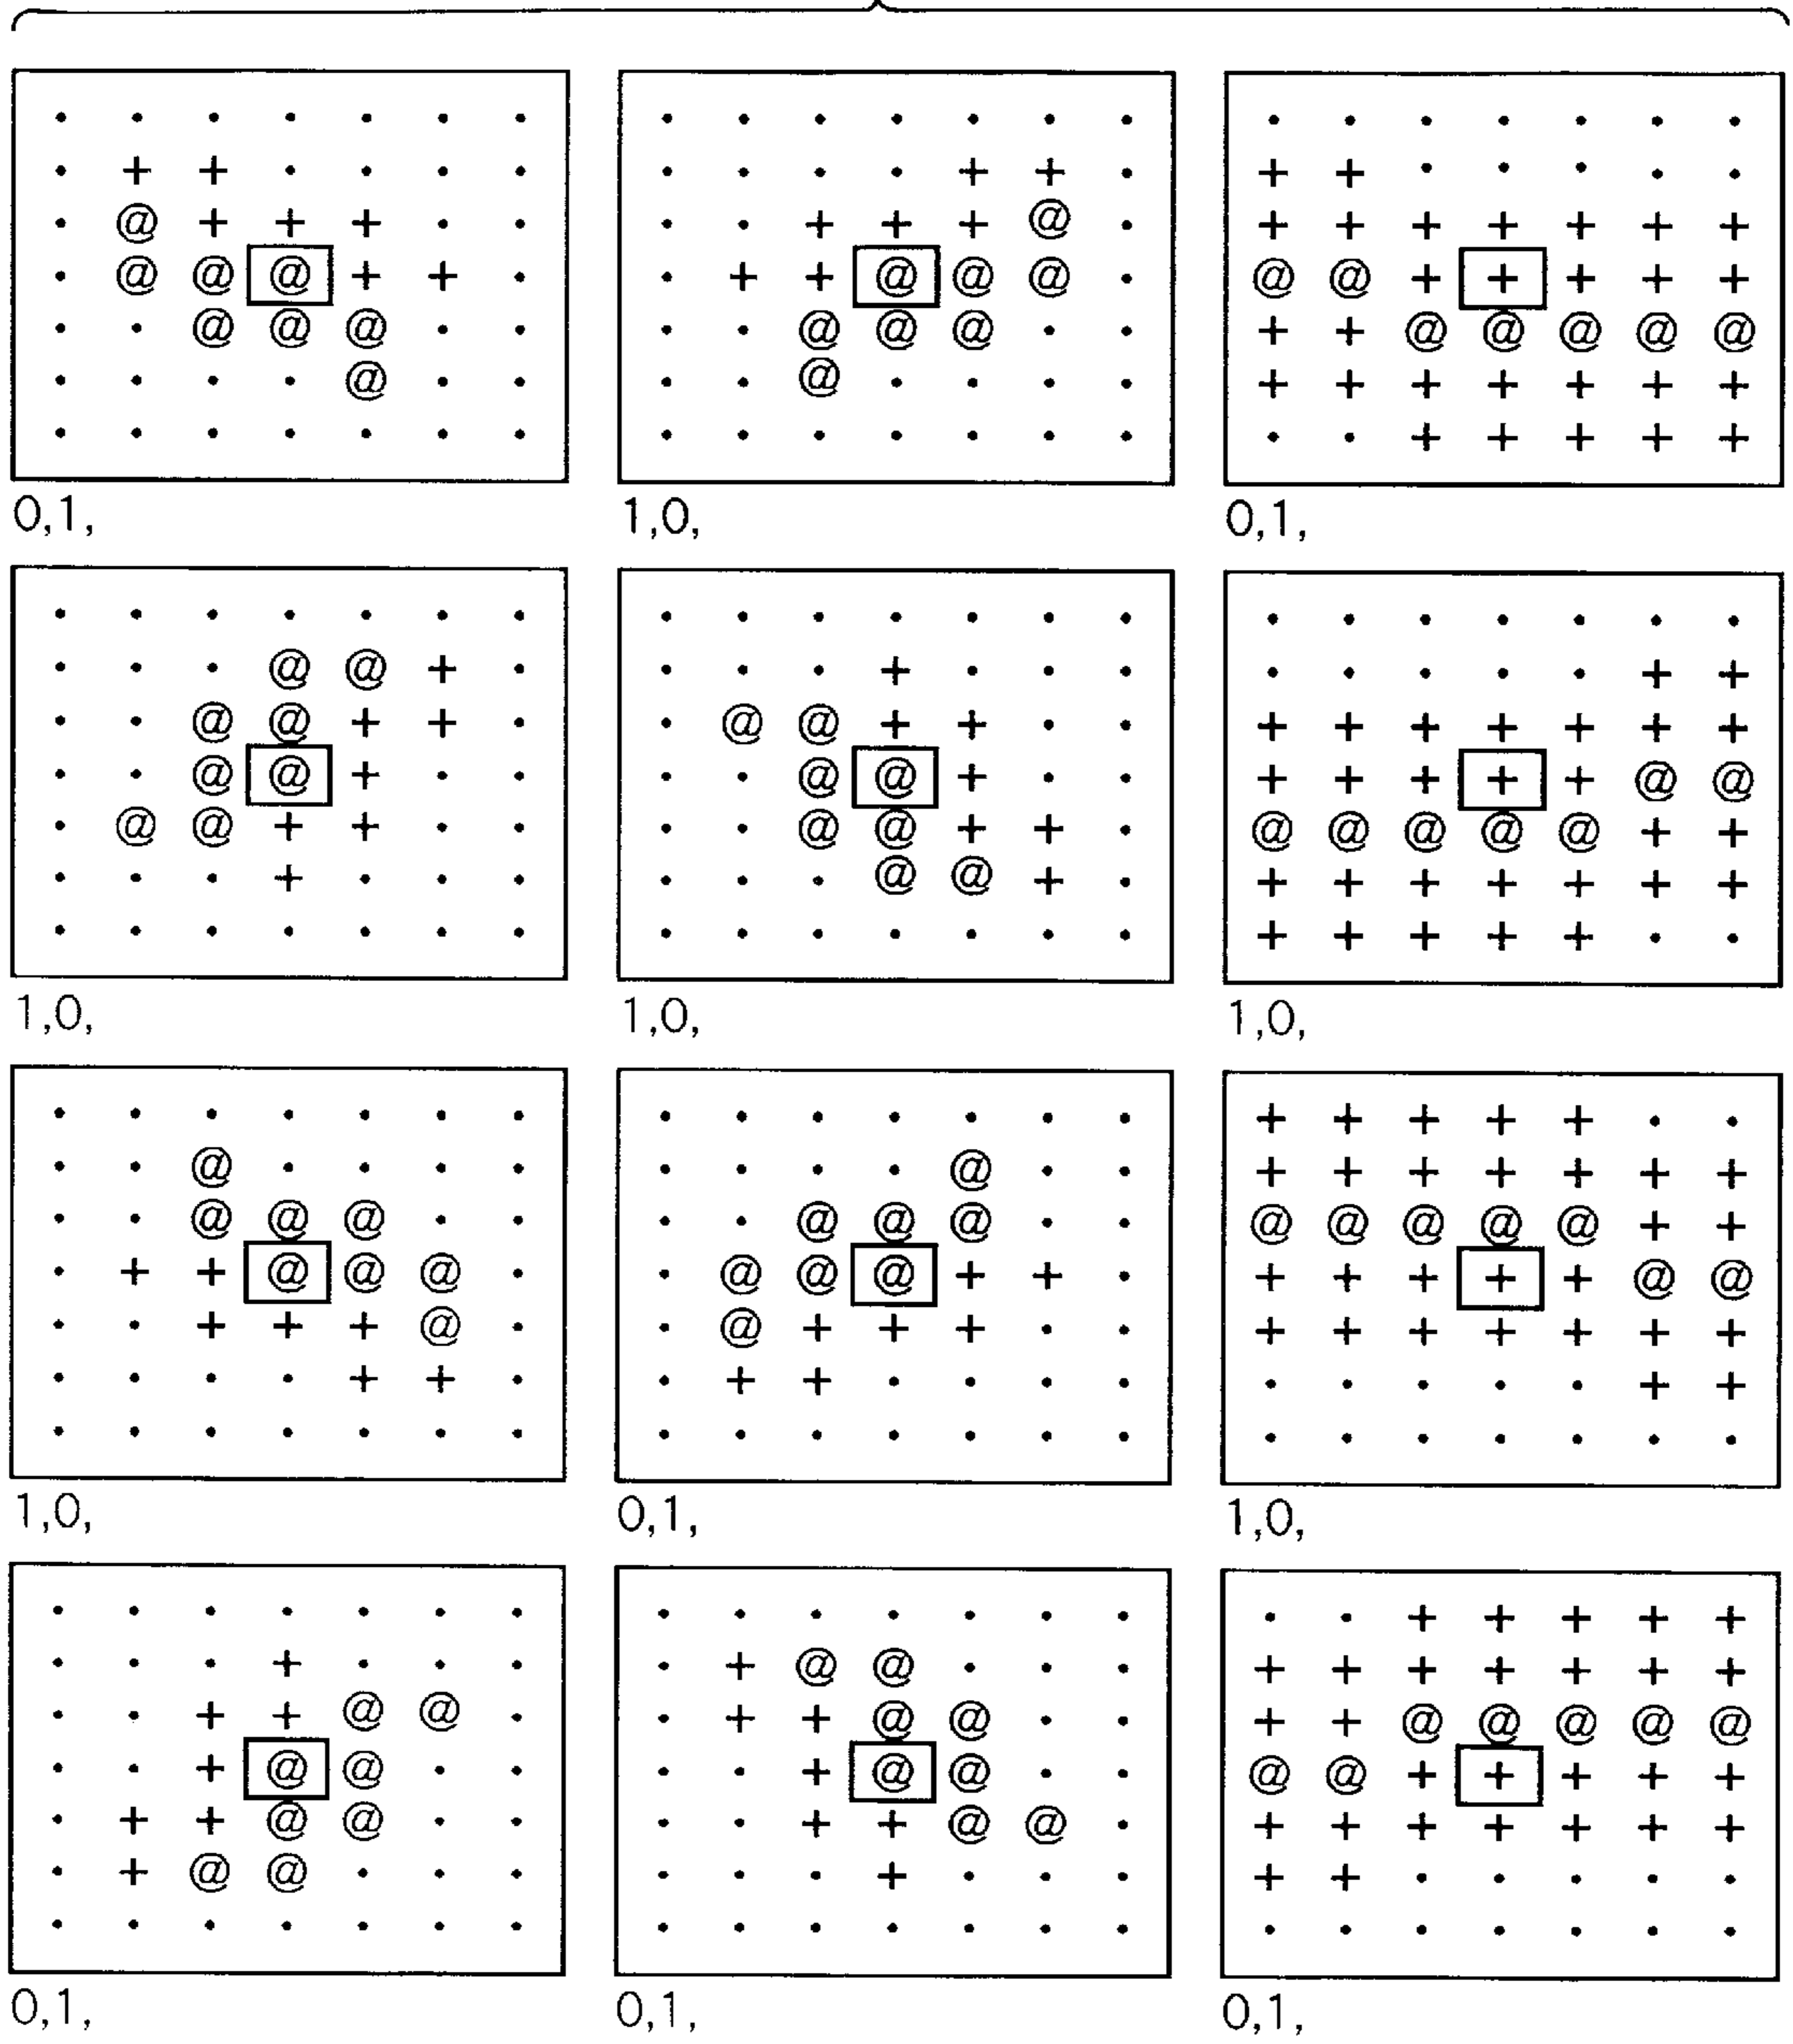 . . . . . . .
. + + . . . .
. @ + + + . .
. @ @ @ + + .
. . @ @ @ . .
. . . . @ . .
. . . . . . .
0,1,
. . . . . . .
. . . . + + .
. . + + + @ .
. + + @ @ @ .
. . @ @ @ . .
. . @ . . . .
. . . . . . .
1,0,
. . . . . . .
+ + . . . . .
+ + + + + + +
@ @ + + + + +
+ + @ @ @ @ @
+ + + + + + +
. . + + + + +
0,1,
. . . . . . .
. . . @ @ + .
. . @ @ + + .
. . @ @ + . .
. @ @ + + . .
. . . + . . .
. . . . . . .
1,0,
. . . . . . .
. . . + . . .
. @ @ + + . .
. . @ @ + . .
. . @ @ + + .
. . . @ @ + .
. . . . . . .
1,0,
. . . . . . .
. . . . . + +
+ + + + + + +
+ + + + + @ @
@ @ @ @ @ + +
+ + + + + + +
+ + + + + . .
1,0,
. . . . . . .
. . @ . . . .
. . @ @ @ . .
. + + @ @ @ .
. . + + + @ .
. . . . + + .
. . . . . . .
1,0,
. . . . . . .
. . . . @ . .
. . @ @ @ . .
. @ @ @ + + .
. @ + + + . .
. + + . . . .
. . . . . . .
0,1,
+ + + + + . .
+ + + + + + +
@ @ @ @ @ + +
+ + + + + @ @
+ + + + + + +
. . . . . + +
. . . . . . .
1,0,
. . . . . . .
. . . + . . .
. . + + @ @ .
. . + @ @ . .
. + + @ @ . .
. + @ @ . . .
. . . . . . .
0,1,
. . . . . . .
. + @ @ . . .
. + + @ @ . .
. . + @ @ . .
. . + + @ @ .
. . . + . . .
. . . . . . .
0,1,
. . + + + + +
+ + + + + + +
+ + @ @ @ @ @
@ @ + + + + +
+ + + + + + +
+ + . . . . .
. . . . . . .
0,1,